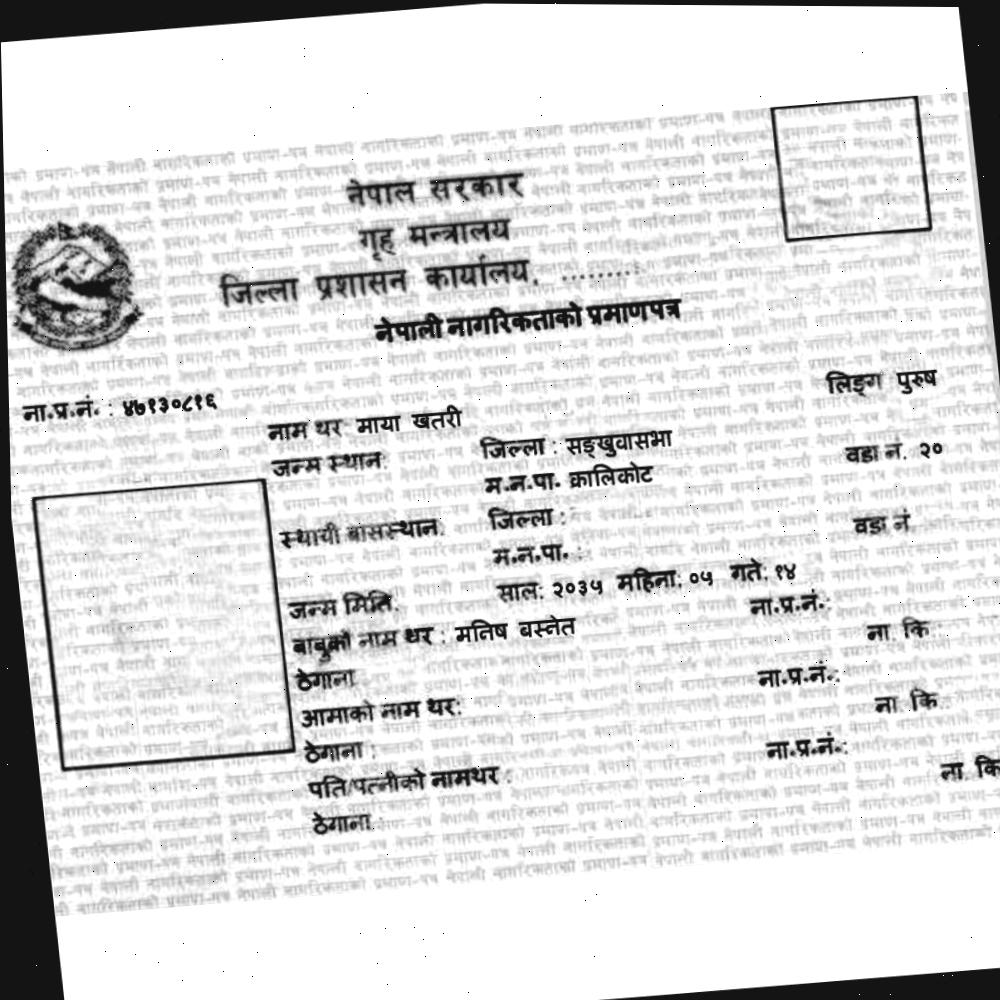 नेपाल सरकार
गृह मन्त्रालय
जिल्ला प्रशासन कार्यालय, .........
नेपाली नागरिकताको प्रमाणपत्र
लिङ्ग पुरुष
ना.प्र.नं. : ४७१३०८१६
नाम थर: माया खतरी
जन्म स्थान: जिल्ला : सङ्खुवासभा वडा नं. २०
म.न.पा. कालिकोट
स्थायी बासस्थान: जिल्ला : वडा नं.
म.न.पा. :
जन्म मिति: साल: २०३५ महिना: ०५ गते: १४
बाबुको नाम थर : मनिष बस्नेत ना.प्र.नं.:
ठेगाना ना. कि. :
आमाको नाम थर: ना.प्र.नं.:
ठेगाना : ना. कि. :
पति/पत्नीको नामथर : ना.प्र.नं.:
ठेगाना : ना. कि